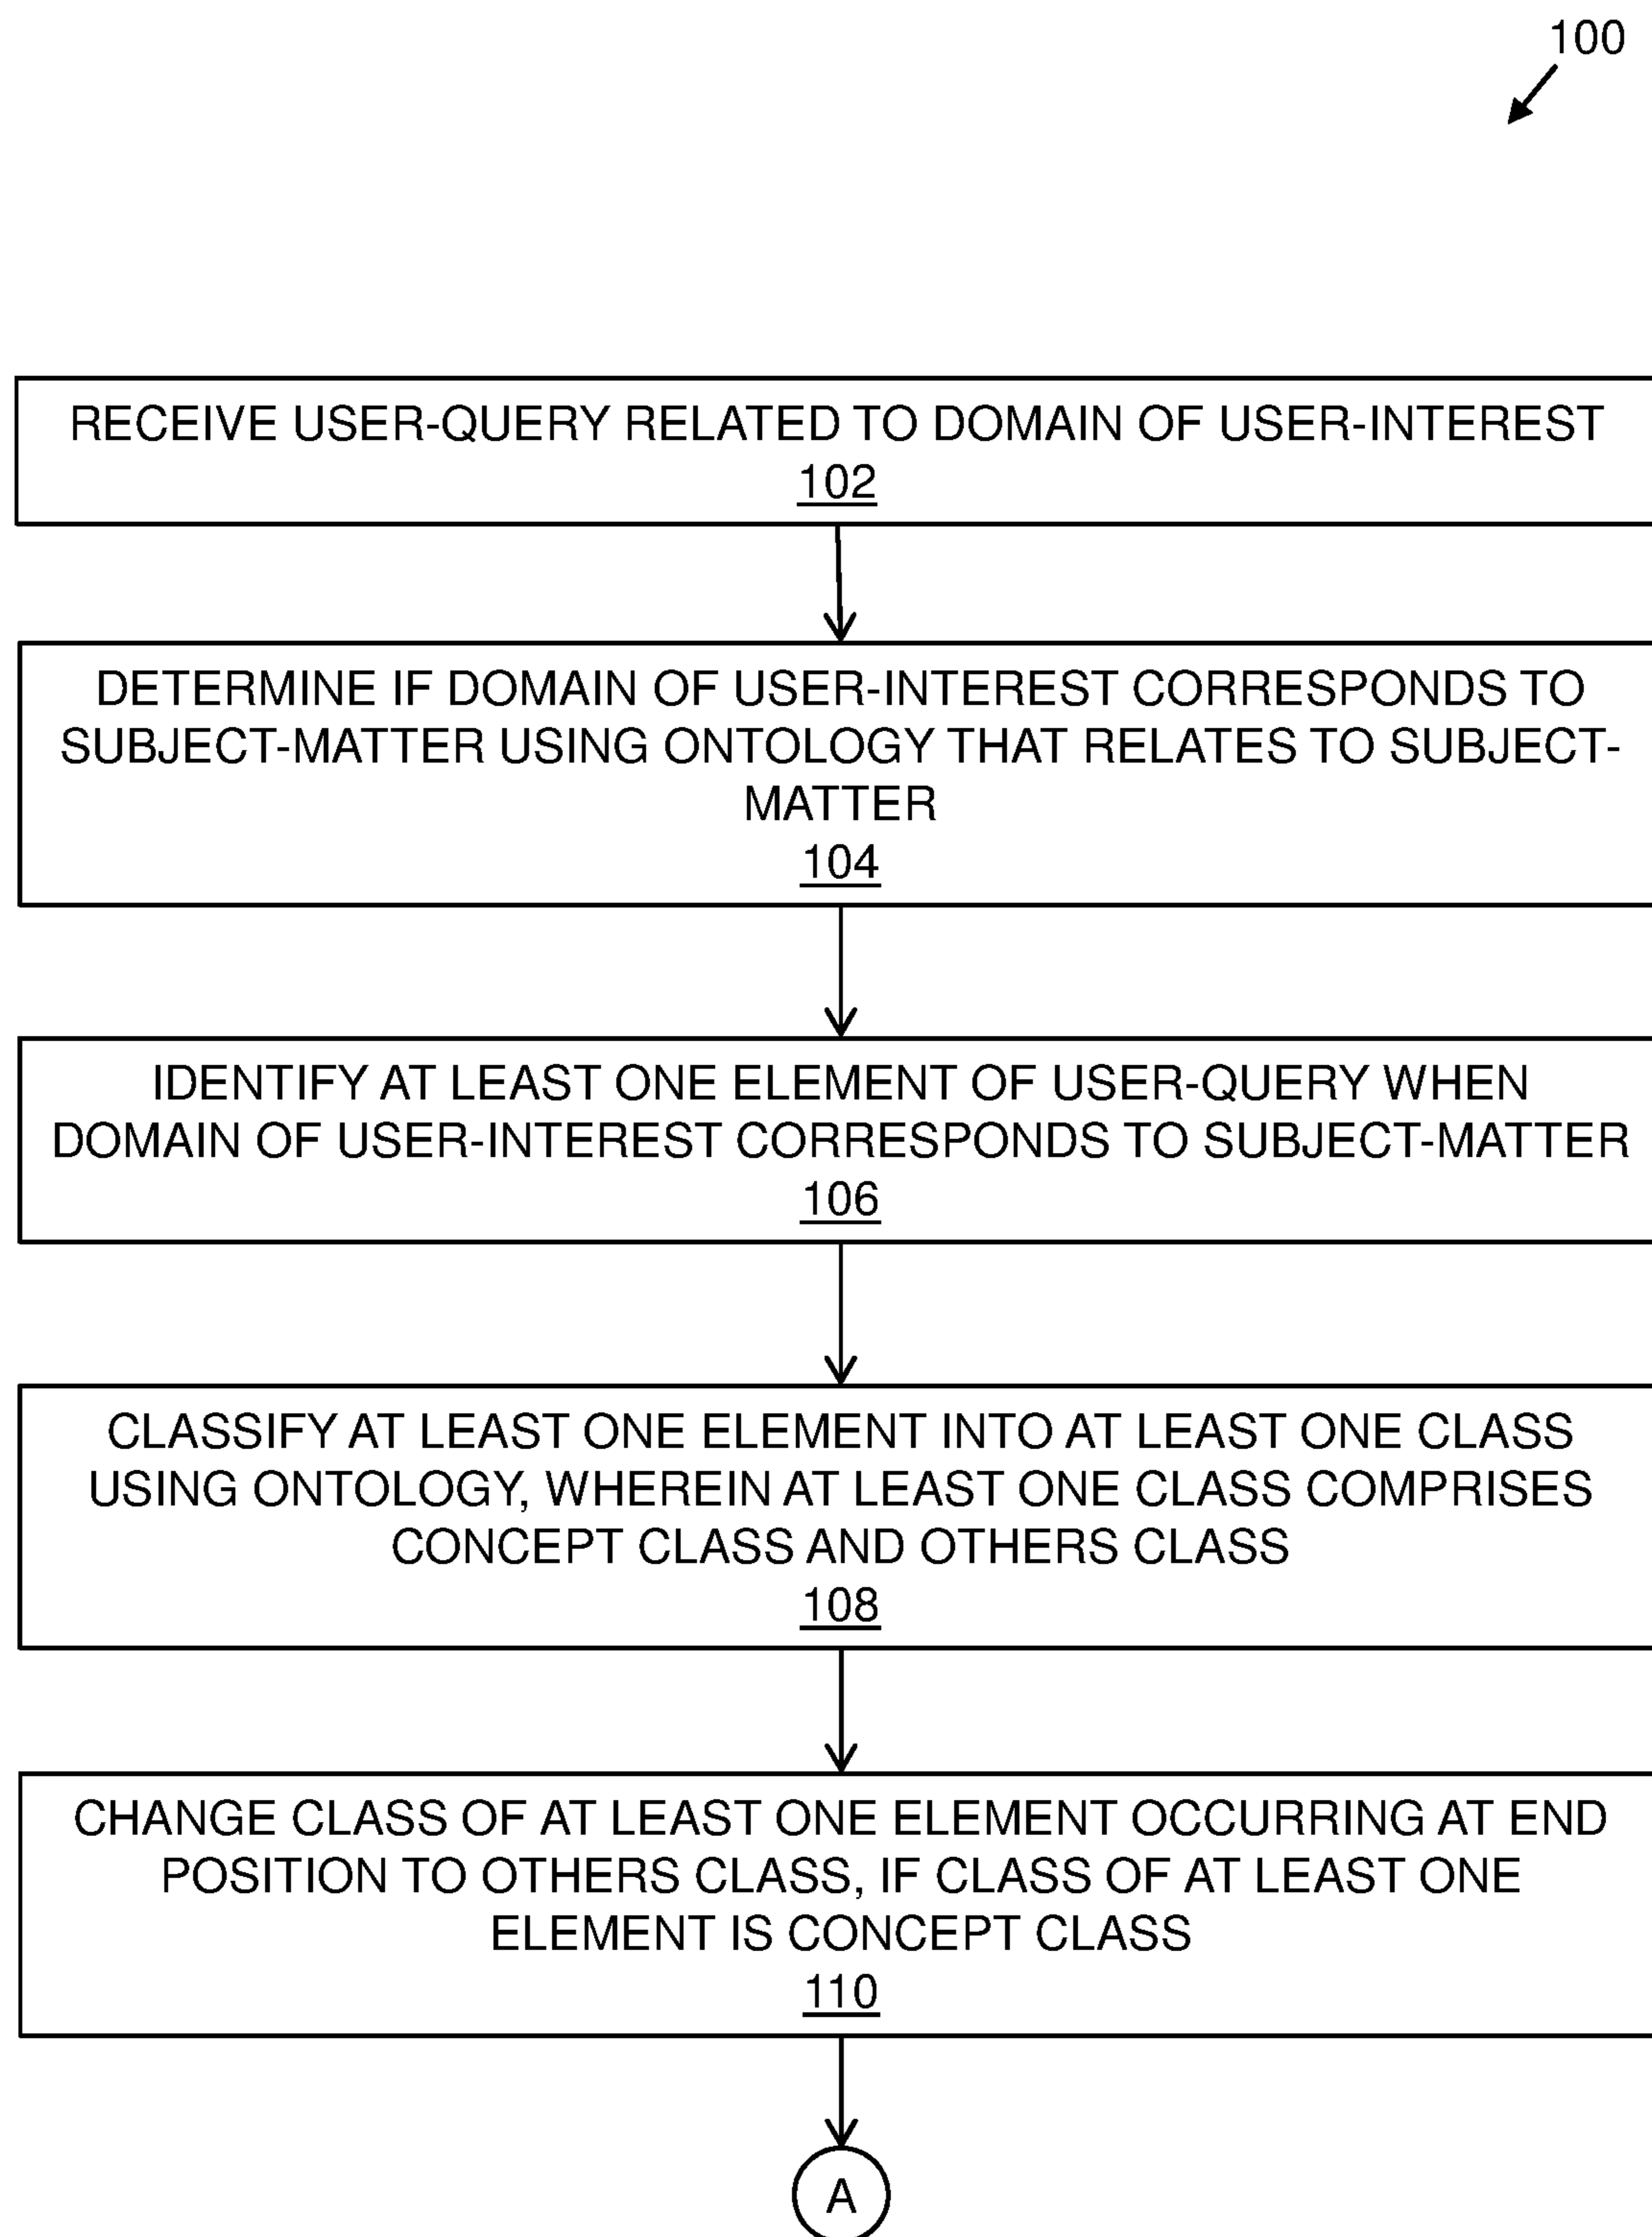 100
RECEIVE USER-QUERY RELATED TO DOMAIN OF USER-INTEREST
102
DETERMINE IF DOMAIN OF USER-INTEREST CORRESPONDS TO
SUBJECT-MATTER USING ONTOLOGY THAT RELATES TO SUBJECT-
MATTER
104
IDENTIFY AT LEAST ONE ELEMENT OF USER-QUERY WHEN
DOMAIN OF USER-INTEREST CORRESPONDS TO SUBJECT-MATTER
106
CLASSIFY AT LEAST ONE ELEMENT INTO AT LEAST ONE CLASS
USING ONTOLOGY, WHEREIN AT LEAST ONE CLASS COMPRISES
CONCEPT CLASS AND OTHERS CLASS
108
CHANGE CLASS OF AT LEAST ONE ELEMENT OCCURRING AT END
POSITION TO OTHERS CLASS, IF CLASS OF AT LEAST ONE
ELEMENT IS CONCEPT CLASS
110
A